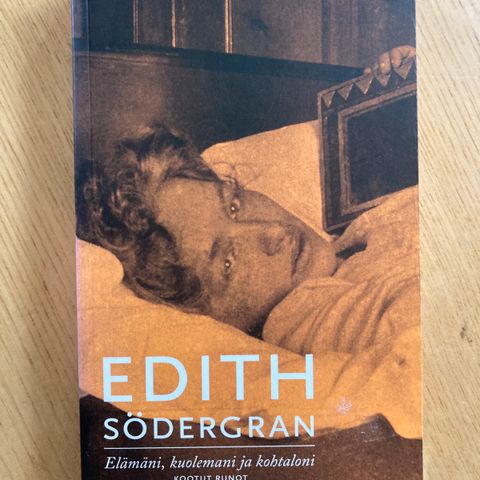 EDITH
SÖDERGRAN
Elämäni, kuolemani ja kohtaloni
KOOTUT RUNOT